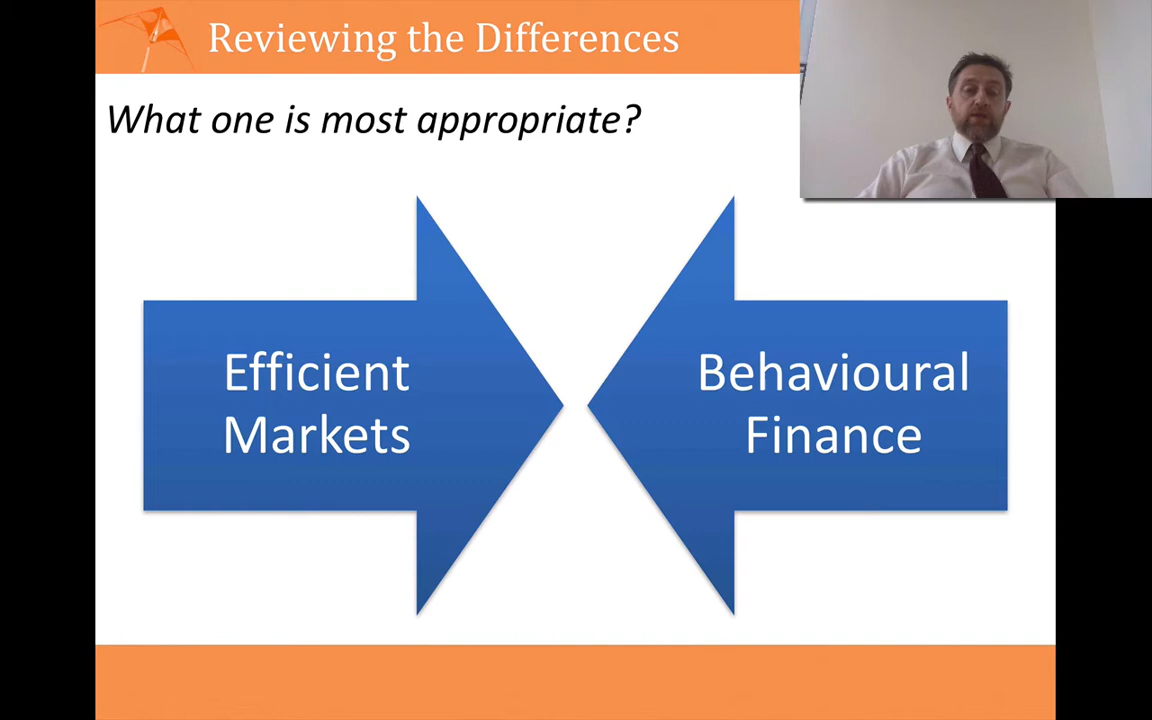 Reviewing the Differences
What one is most appropriate?
Efficient
Markets
Behavioural
Finance